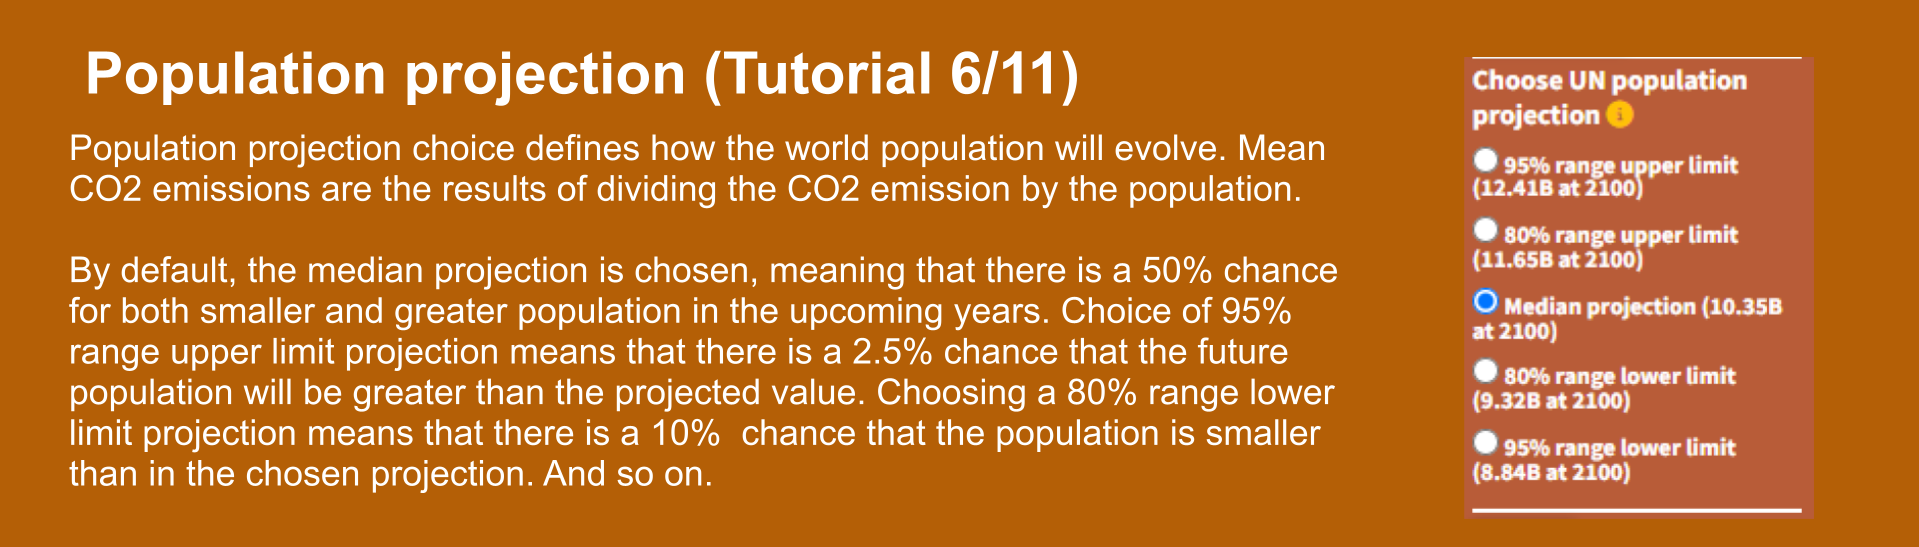 Population projection (Tutorial 6/11)
Population projection choice defines how the world population will evolve. Mean
CO2 emissions are the results of dividing the CO2 emission by the population.
By default, the median projection is chosen, meaning that there is a 50% chance
for both smaller and greater population in the upcoming years. Choice of 95%
range upper limit projection means that there is a 2.5% chance that the future
population will be greater than the projected value. Choosing a 80% range lower
limit projection means that there is a 10%  chance that the population is smaller
than in the chosen projection. And so on.
Choose UN population
projection i
95% range upper limit
(12.41B at 2100)
80% range upper limit
(11.65B at 2100)
Median projection (10.35B
at 2100)
80% range lower limit
(9.32B at 2100)
95% range lower limit
(8.84B at 2100)